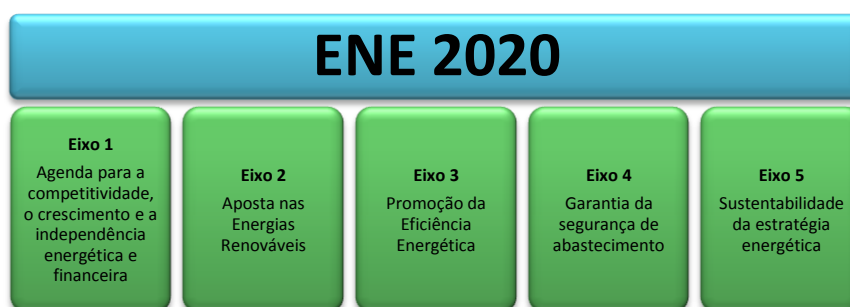 ENE 2020
Eixo 1
Agenda para a
competitividade,
o crescimento e a
independência
energética e
financeira
Eixo 2
Aposta nas
Energias
Renováveis
Eixo 3
Promoção da
Eficiência
Energética
Eixo 4
Garantia da
segurança de
abastecimento
Eixo 5
Sustentabilidade
da estratégia
energética